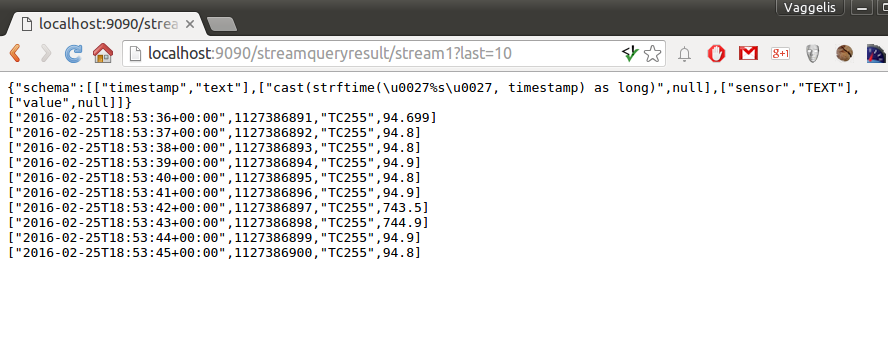 Vaggelis
localhost:9090/strea
localhost:9090/streamqueryresult/stream1?last=10
{"schema":[["timestamp","text"],["cast(strftime(\u0027%s\u0027, timestamp) as long)",null],["sensor","TEXT"],
["value",null]]}
["2016-02-25T18:53:36+00:00",1127386891,"TC255",94.699]
["2016-02-25T18:53:37+00:00",1127386892,"TC255",94.8]
["2016-02-25T18:53:38+00:00",1127386893,"TC255",94.8]
["2016-02-25T18:53:39+00:00",1127386894,"TC255",94.9]
["2016-02-25T18:53:40+00:00",1127386895,"TC255",94.8]
["2016-02-25T18:53:41+00:00",1127386896,"TC255",94.9]
["2016-02-25T18:53:42+00:00",1127386897,"TC255",743.5]
["2016-02-25T18:53:43+00:00",1127386898,"TC255",744.9]
["2016-02-25T18:53:44+00:00",1127386899,"TC255",94.9]
["2016-02-25T18:53:45+00:00",1127386900,"TC255",94.8]